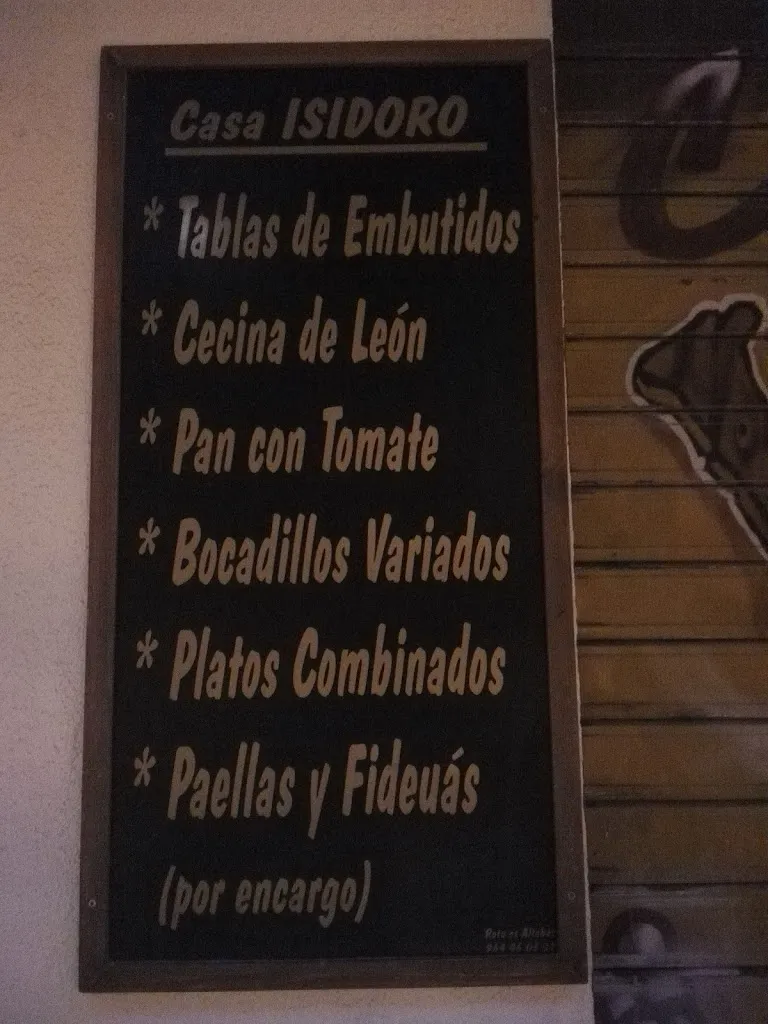 Casa ISIDORO
* Tablas de Embutidos
* Cecina de León
* Pan con Tomate
* Bocadillos Variados
* Platos Combinados
* Paellas y Fideuás
(por encargo)